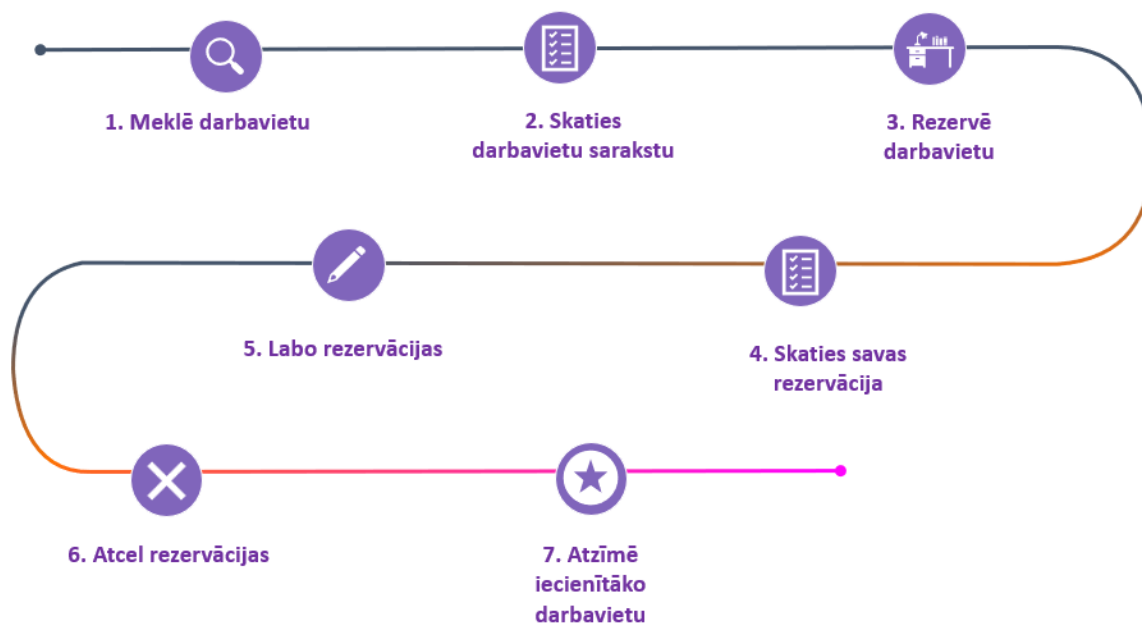 1. Meklē darbavietu
2. Skaties
darbavietu sarakstu
3. Rezervē
darbavietu
4. Skaties savas
rezervācija
5. Labo rezervācijas
6. Atcel rezervācijas
7. Atzīmē
iecienītāko
darbavietu